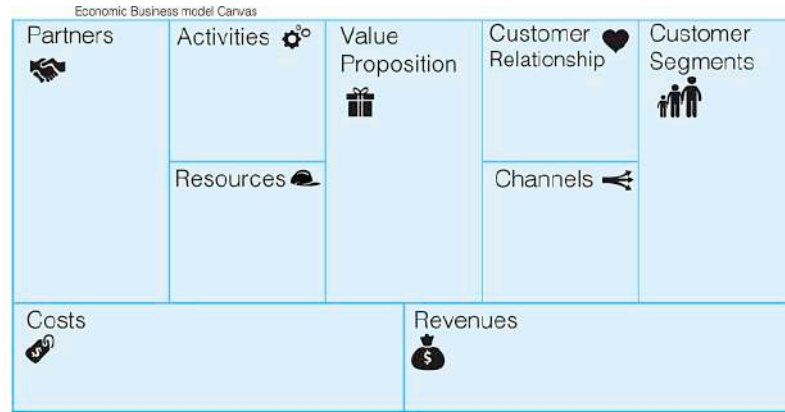 Economic Business model Canvas
Partners
Activities
Value
Proposition
Customer
Relationship
Customer
Segments
Resources
Channels
Costs
$
Revenues
$